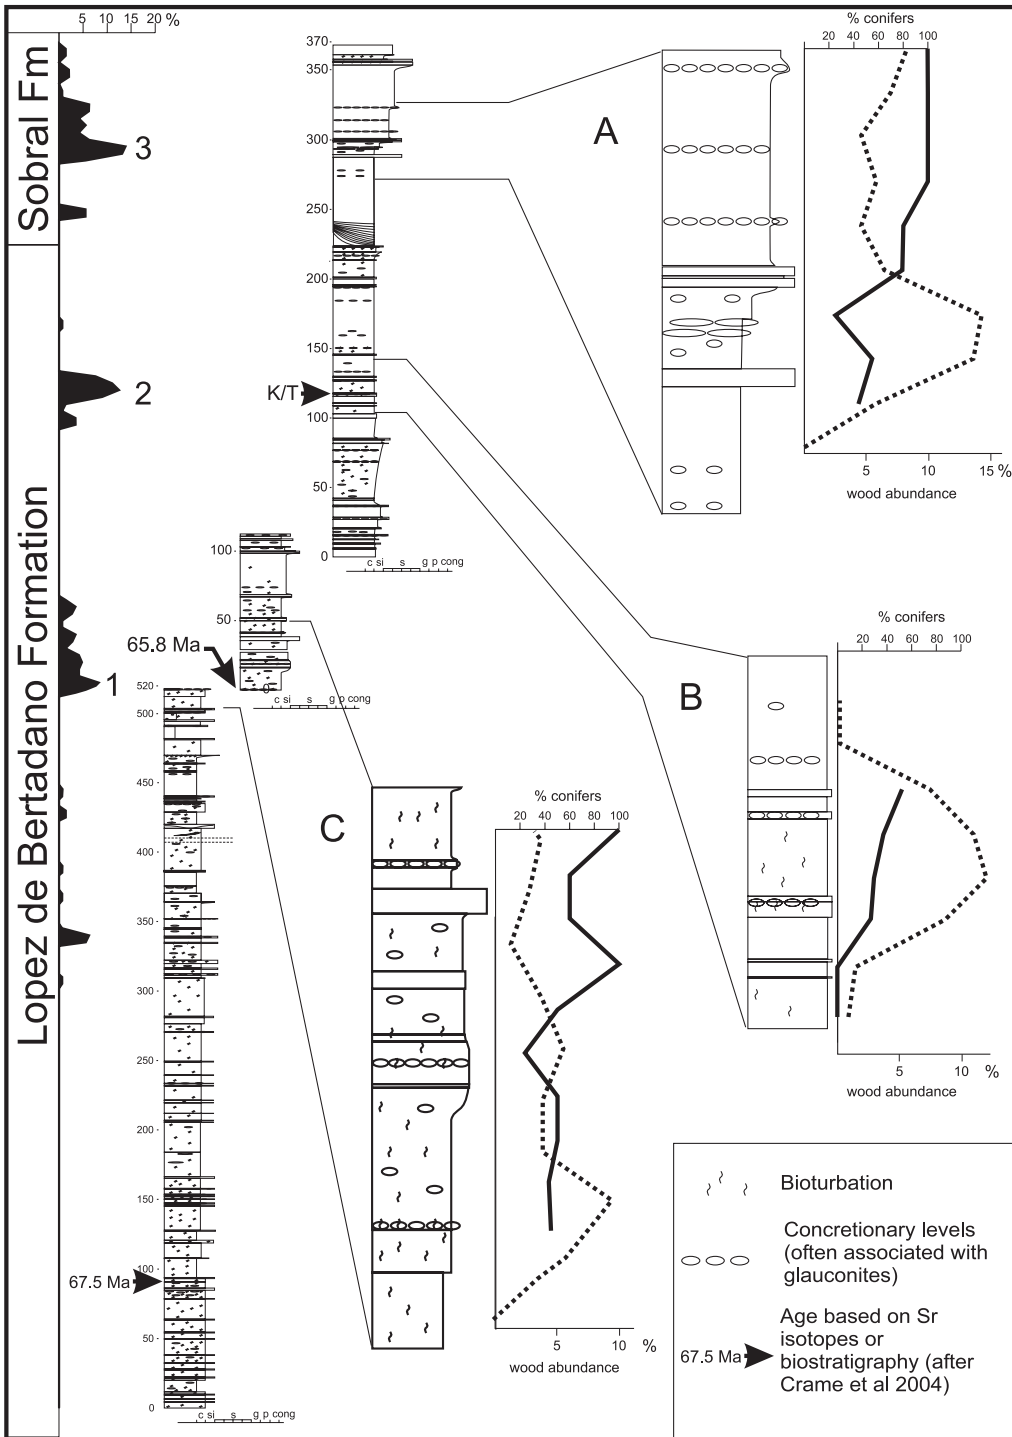 5 10 15 20 %
Sobral Fm
Lopez de Bertadano Formation
3
2
1
370
350
300
250
200
150
100
50
0
K/T
c si s g p cong
100
50
0
65.8 Ma
c si s g p cong
520
500
450
400
350
300
250
200
150
100
50
0
67.5 Ma
c si s g p cong
A
% conifers
20 40 60 80 100
5 10 15 %
wood abundance
B
% conifers
20 40 60 80 100
5 10 %
wood abundance
C
% conifers
20 40 60 80 100
5 10 %
wood abundance
Bioturbation
Concretionary levels
(often associated with
glauconites)
67.5 Ma
Age based on Sr
isotopes or
biostratigraphy (after
Crame et al 2004)